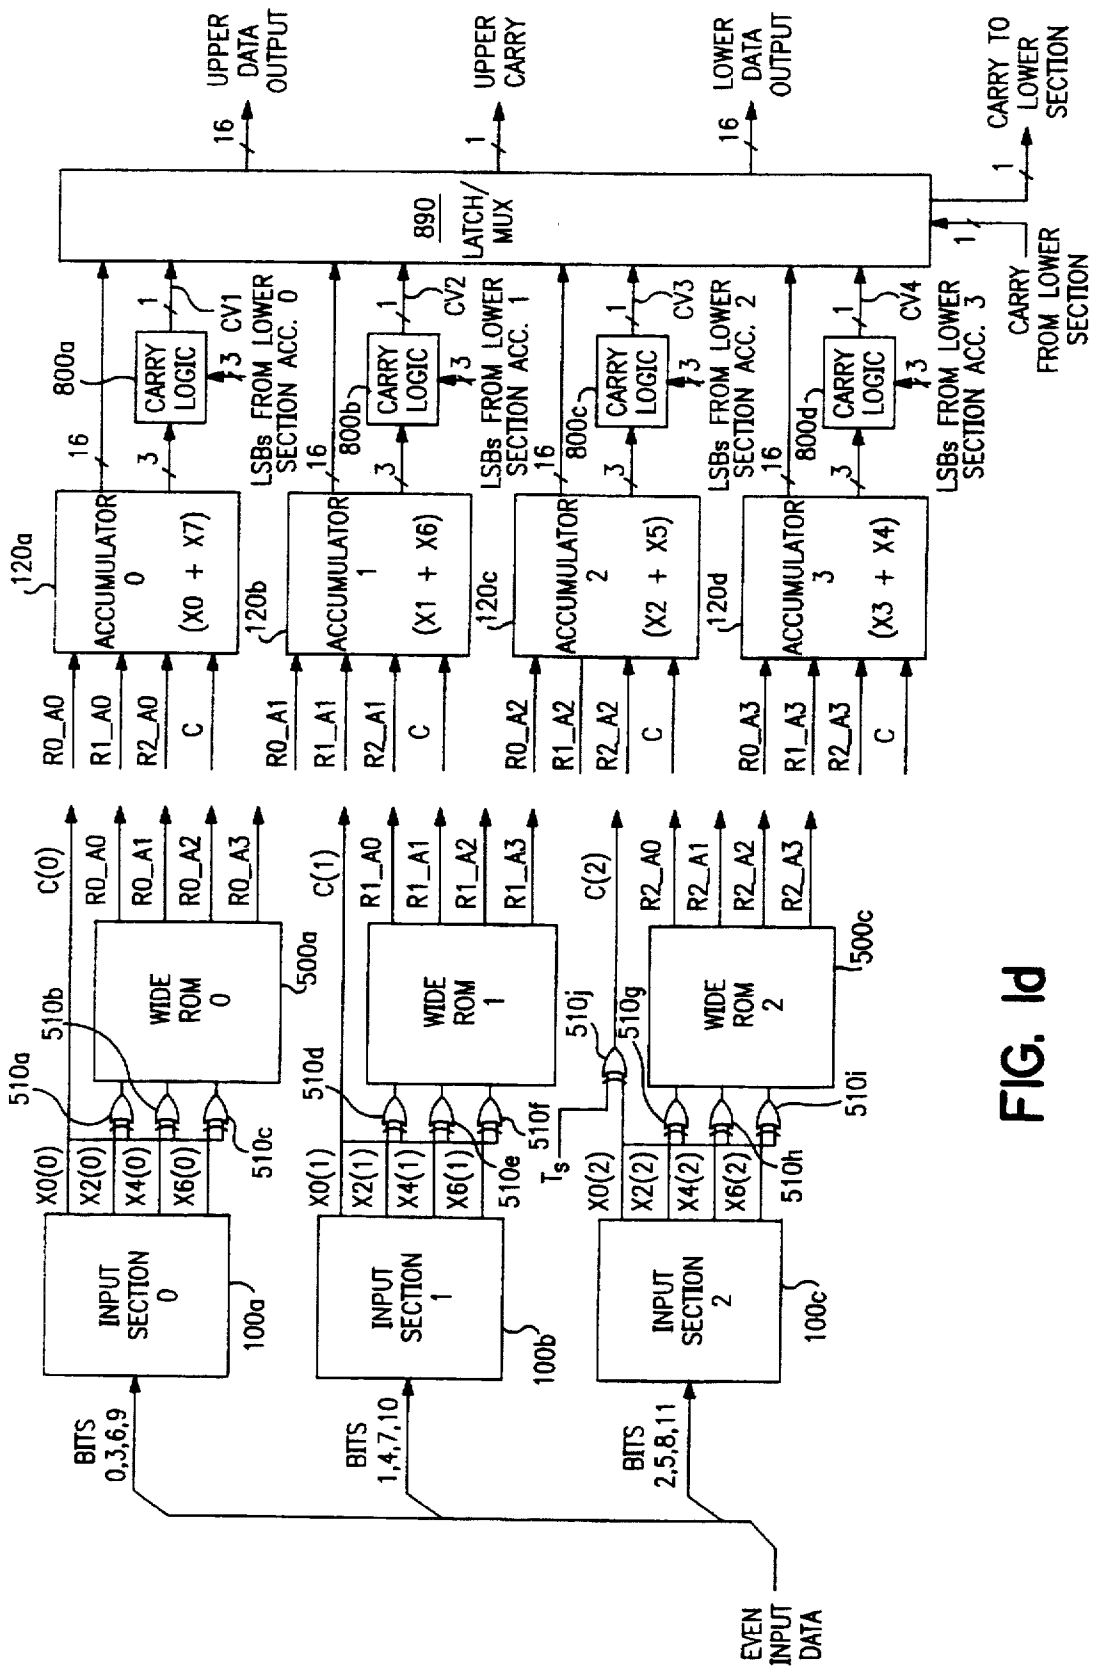 EVEN
INPUT
DATA
BITS
0,3,6,9
BITS
1,4,7,10
BITS
2,5,8,11
INPUT
SECTION
0
100a
INPUT
SECTION
1
100b
INPUT
SECTION
2
100c
X0(0)
X2(0)
X4(0)
X6(0)
510a
510b
510c
C(0)
WIDE
ROM
0
500a
R0_A0
R0_A1
R0_A2
R0_A3
X0(1)
X2(1)
X4(1)
X6(1)
510d
510e
510f
C(1)
WIDE
ROM
1
R1_A0
R1_A1
R1_A2
R1_A3
Ts
X0(2)
X2(2)
X4(2)
X6(2)
510j
510g
510h
510i
C(2)
WIDE
ROM
2
500c
R2_A0
R2_A1
R2_A2
R2_A3
R0_A0
R1_A0
R2_A0
C
120a
ACCUMULATOR
0
(X0 + X7)
16
3
800a
CARRY
LOGIC
3
1
CV1
LSBs FROM LOWER
SECTION ACC. 0
R0_A1
R1_A1
R2_A1
C
120b
ACCUMULATOR
1
(X1 + X6)
16
3
800b
CARRY
LOGIC
3
1
CV2
LSBs FROM LOWER
SECTION ACC. 1
R0_A2
R1_A2
R2_A2
C
120c
ACCUMULATOR
2
(X2 + X5)
16
3
800c
CARRY
LOGIC
3
1
CV3
LSBs FROM LOWER
SECTION ACC. 2
R0_A3
R1_A3
R2_A3
C
120d
ACCUMULATOR
3
(X3 + X4)
16
3
800d
CARRY
LOGIC
3
1
CV4
LSBs FROM LOWER
SECTION ACC. 3
890
LATCH/
MUX
16
UPPER
DATA
OUTPUT
1
UPPER
CARRY
16
LOWER
DATA
OUTPUT
1
CARRY
FROM LOWER
SECTION
1
CARRY TO
LOWER
SECTION
FIG. 1d